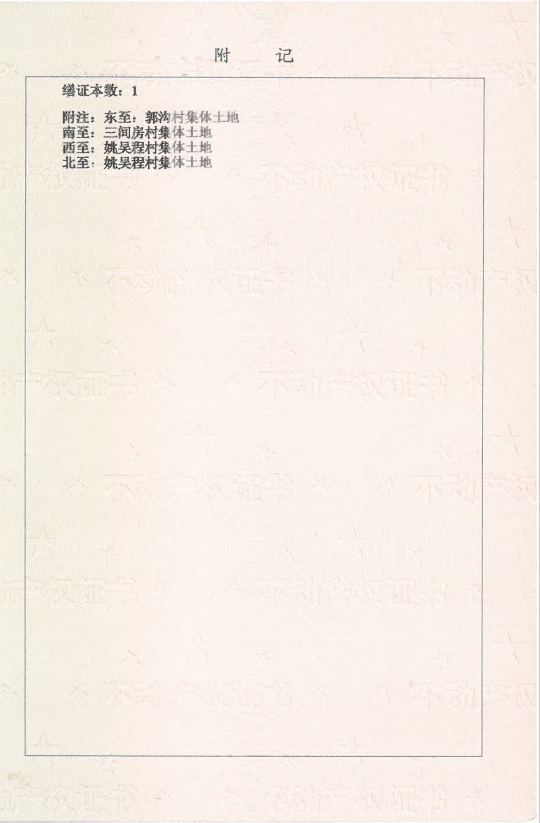 附 记
缮证本数：1
附注：东至：郭沟村集体土地
南至：三间房村集体土地
西至：姚吴程村集体土地
北至：姚吴程村集体土地